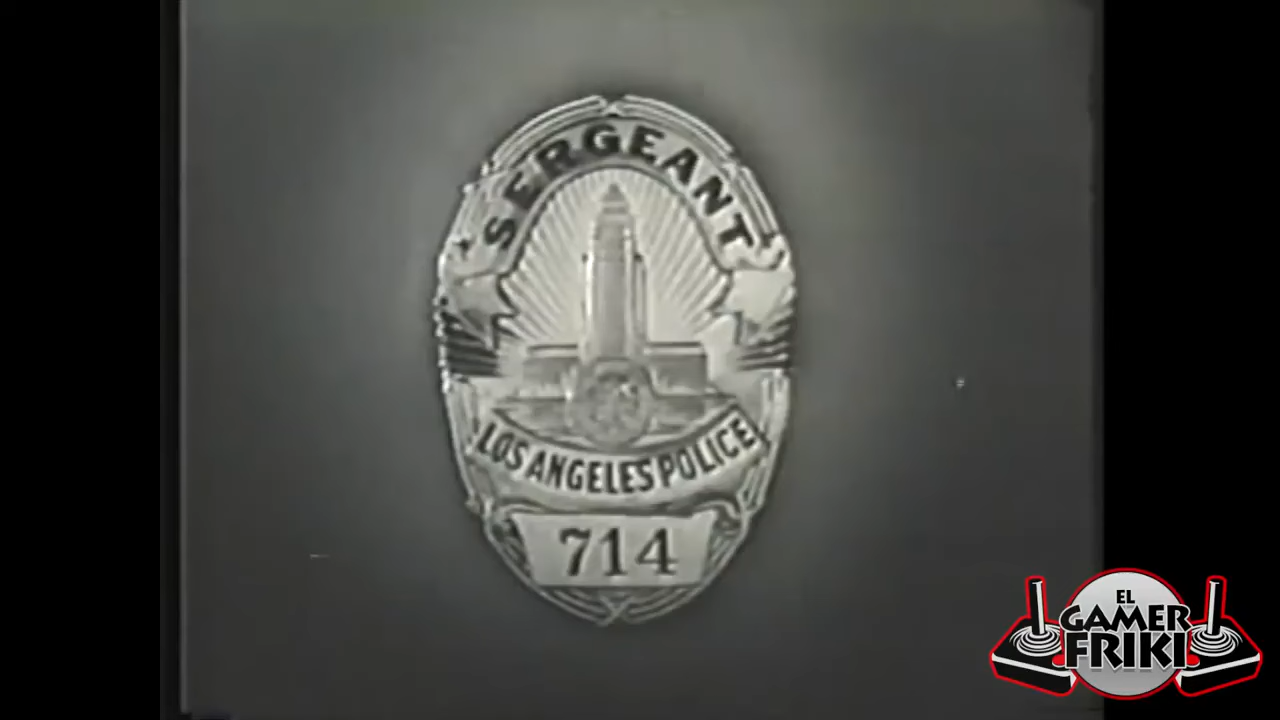 SERGEANT
LOS ANGELES POLICE
714
EL
GAMER
FRIKI